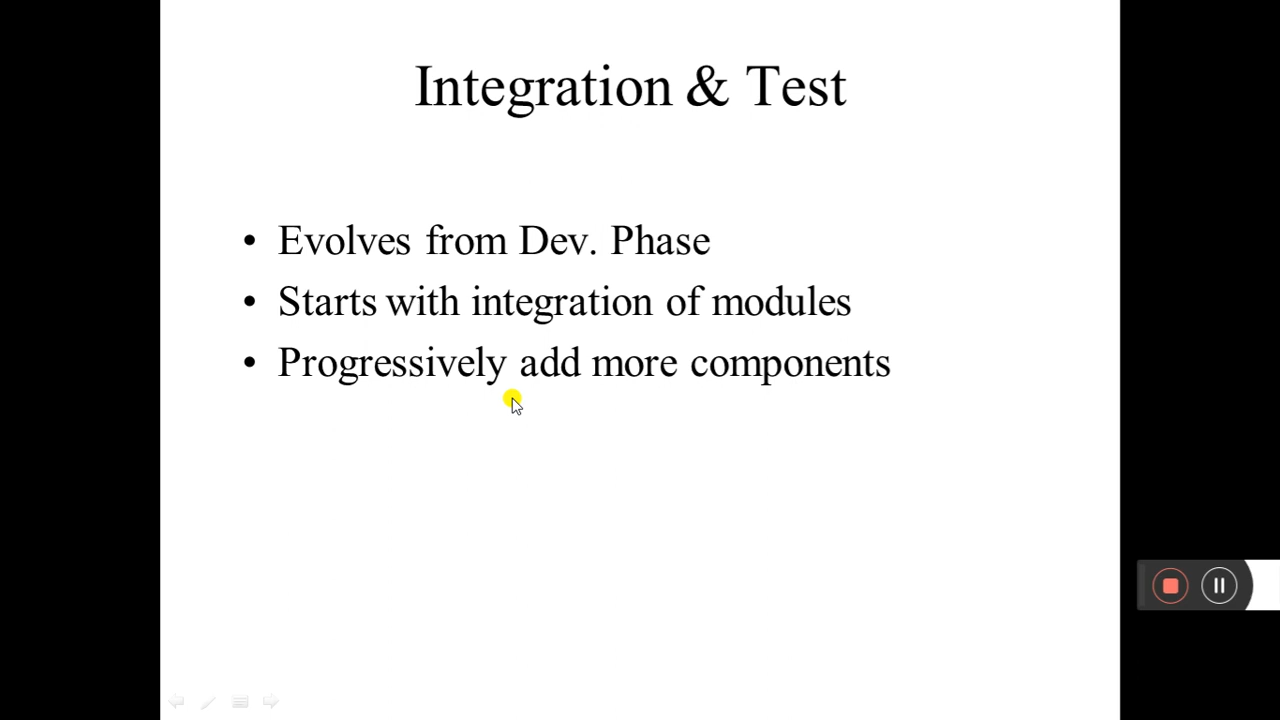 Integration & Test
• Evolves from Dev. Phase
• Starts with integration of modules
• Progressively add more components